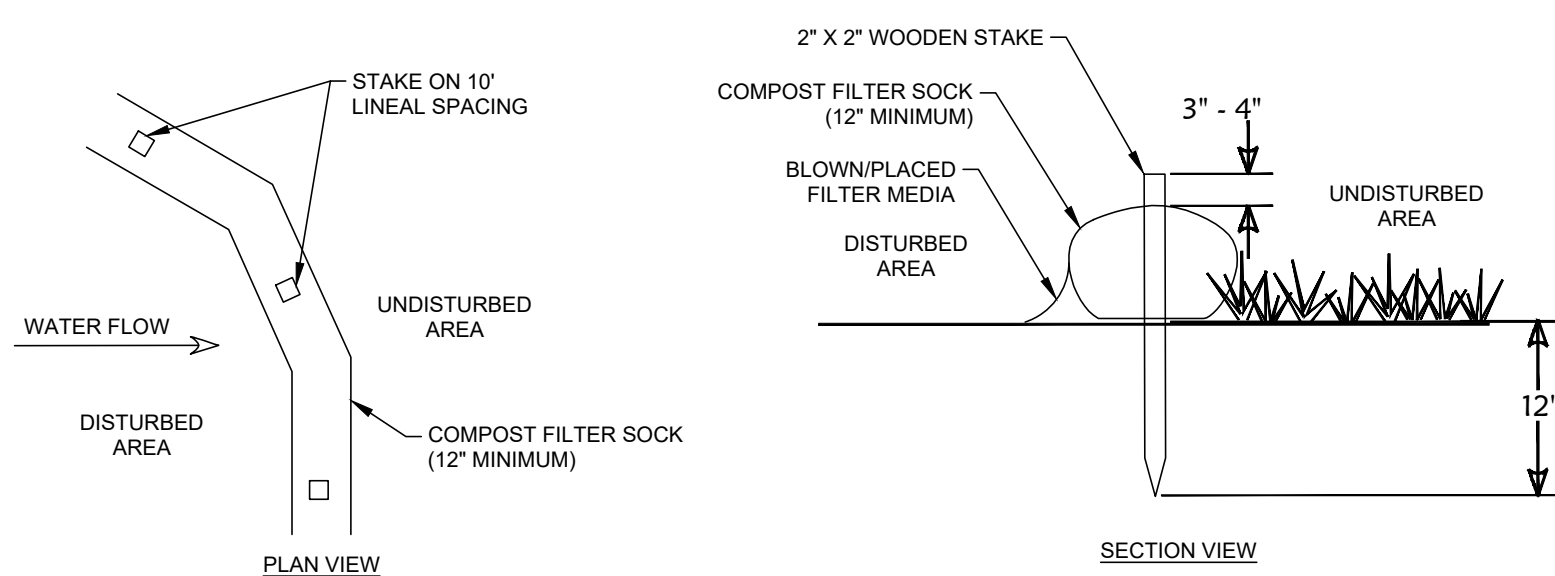 STAKE ON 10'
LINEAL SPACING
UNDISTURBED
AREA
WATER FLOW
DISTURBED
AREA
COMPOST FILTER SOCK
(12" MINIMUM)
PLAN VIEW
2" X 2" WOODEN STAKE
COMPOST FILTER SOCK
(12" MINIMUM)
3" - 4"
BLOWN/PLACED
FILTER MEDIA
UNDISTURBED
AREA
DISTURBED
AREA
12'
SECTION VIEW